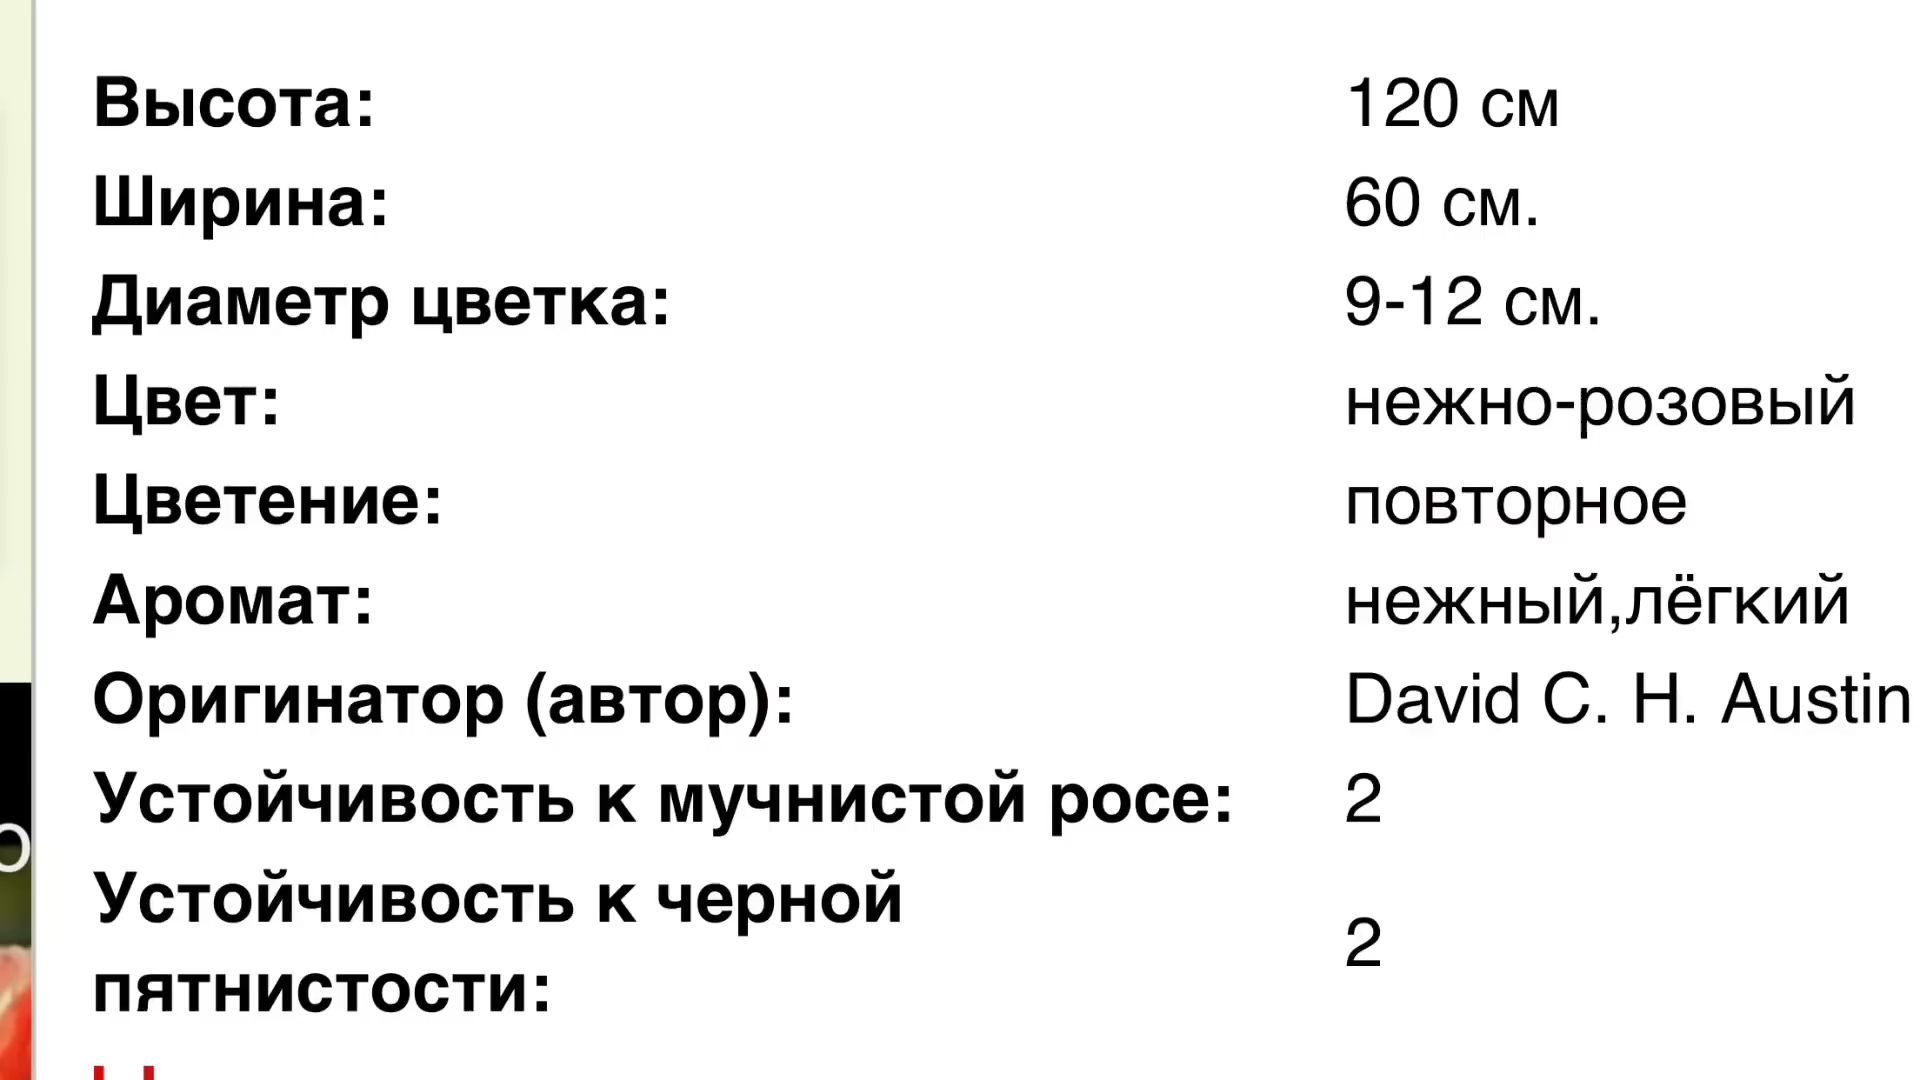 Высота: 120 см
Ширина: 60 см.
Диаметр цветка: 9-12 см.
Цвет: нежно-розовый
Цветение: повторное
Аромат: нежный,лёгкий
Оригинатор (автор): David C. H. Austin
Устойчивость к мучнистой росе: 2
Устойчивость к черной
пятнистости: 2